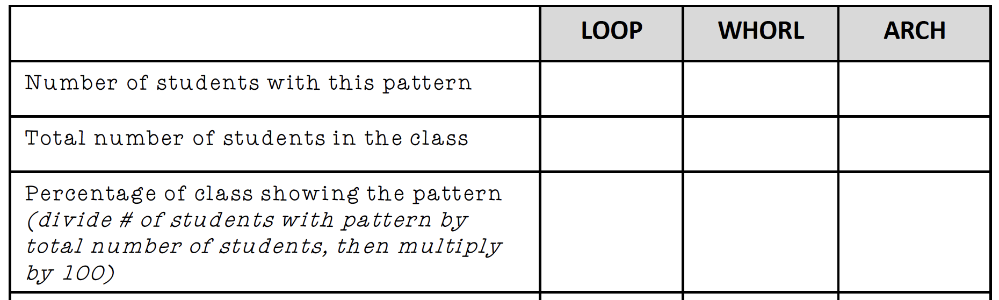 LOOP WHORL ARCH
Number of students with this pattern
Total number of students in the class
Percentage of class showing the pattern
(divide # of students with pattern by
total number of students, then multiply
by 100)